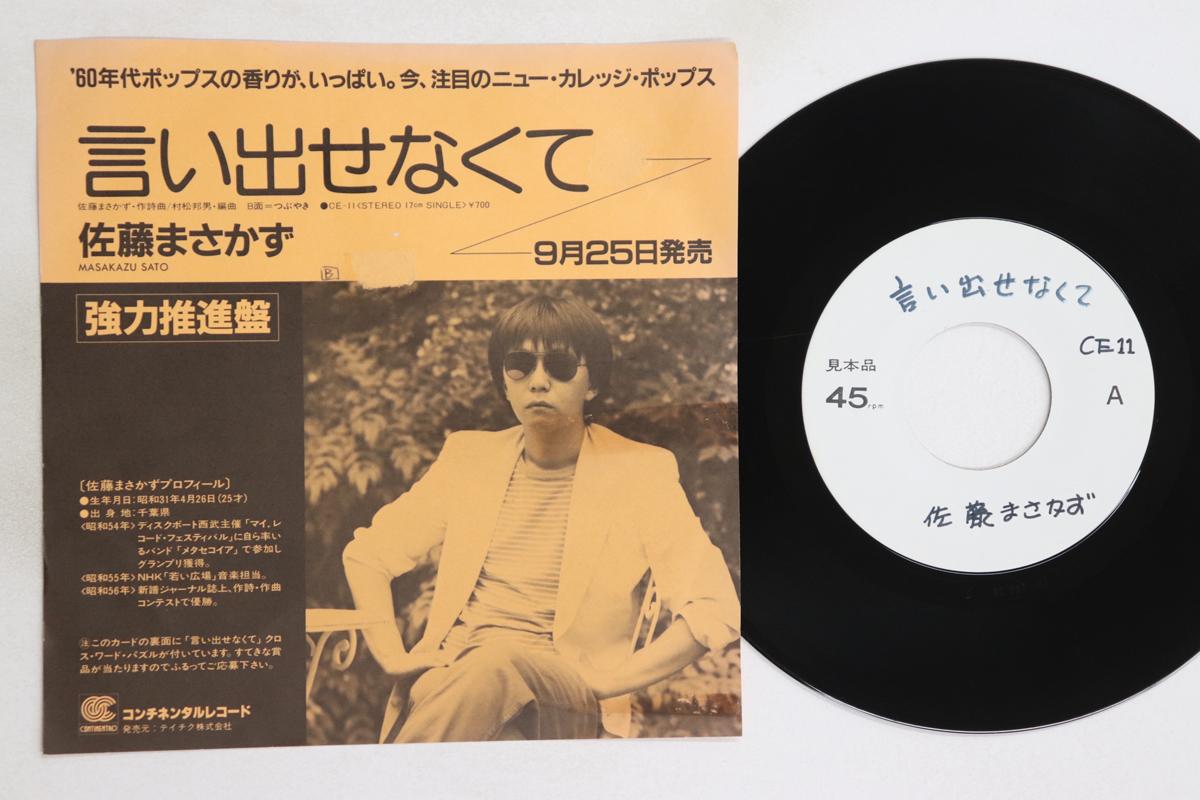 '60年代ポップスの香りが、いっぱい。今、注目のニュー・カレッジ・ポップス
言い出せなくて
佐藤まさかず・作詩曲/村松邦男・編曲 B面=つぶやき ●CE-11<STEREO 17cm SINGLE>¥700
佐藤まさかず
MASAKAZU SATO
9月25日発売
B
強力推進盤
〔佐藤まさかずプロフィール〕
●生年月日:昭和31年4月26日(25才)
●出身地:千葉県
<昭和54年>ディスクポート西武主催「マイ、レ
コード・フェスティバル」に自ら率い
るバンド「メタセコイア」で参加し
グランプリ獲得。
<昭和55年>NHK「若い広場」音楽担当。
<昭和56年>新譜ジャーナル誌上、作詩・作曲
コンテストで優勝。
㊟このカードの裏面に「言い出せなくて」クロ
ス・ワード・パズルが付いています。すてきな賞
品が当たりますのでふるってご応募下さい。
CONTINENTAL
コンチネンタルレコード
発売元:テイチク株式会社
言い出せなくて
CE11
見本品
45rpm
A
佐藤まさかず